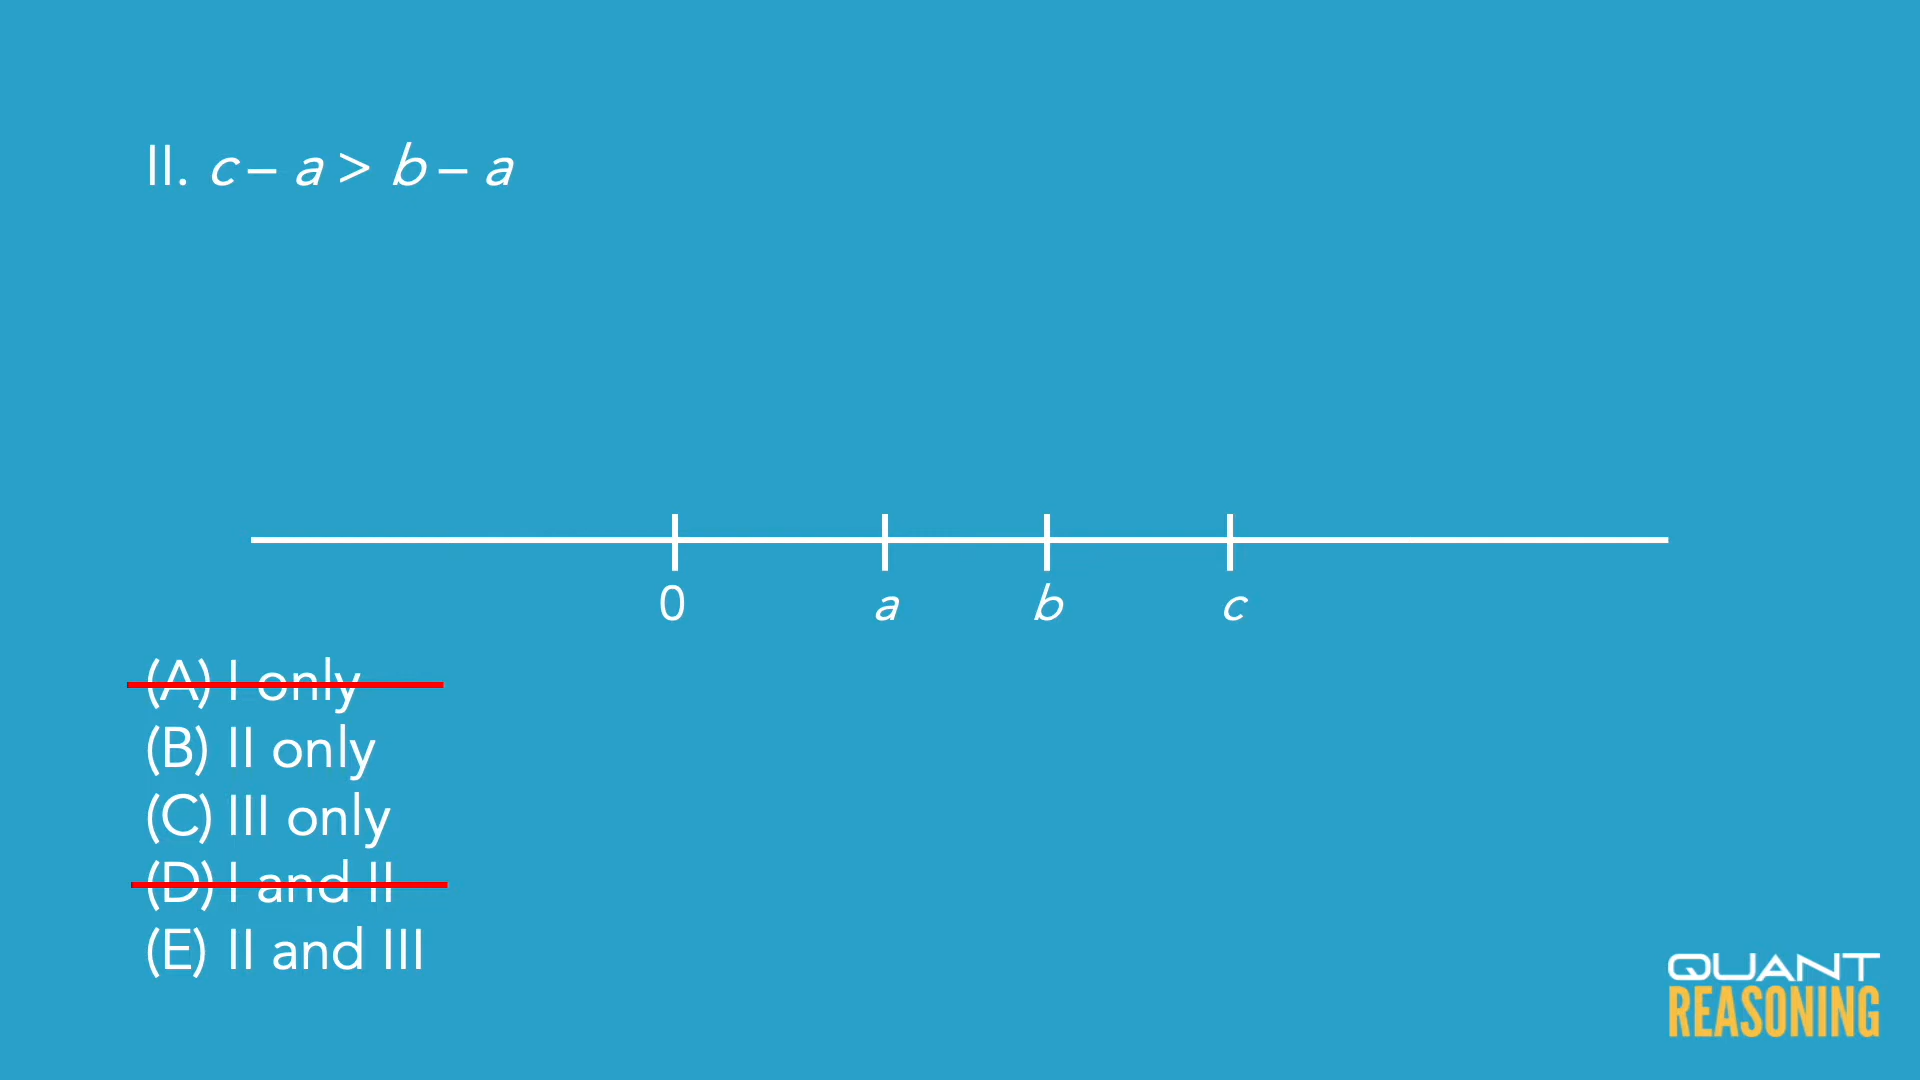 II. c – a > b – a
0 a b c
(A) I only
(B) II only
(C) III only
(D) I and II
(E) II and III
QUANT
REASONING